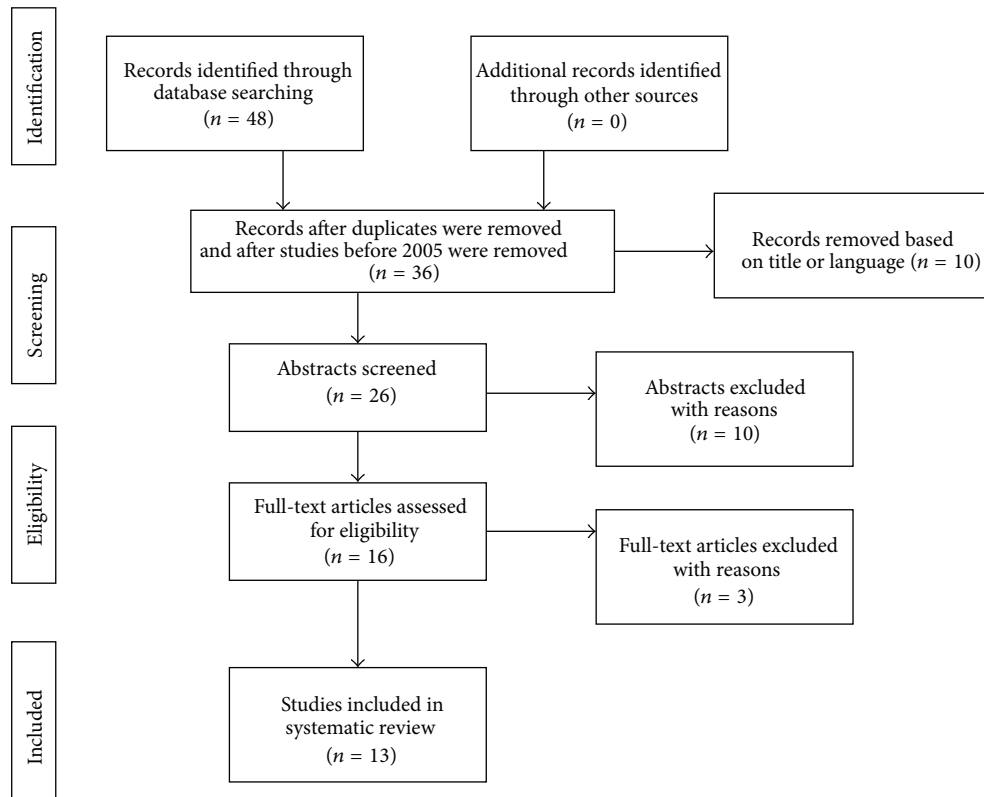 Identification
Records identified through
database searching
(n = 48)
Additional records identified
through other sources
(n = 0)
Screening
Records after duplicates were removed
and after studies before 2005 were removed
(n = 36)
Records removed based
on title or language (n = 10)
Abstracts screened
(n = 26)
Abstracts excluded
with reasons
(n = 10)
Eligibility
Full-text articles assessed
for eligibility
(n = 16)
Full-text articles excluded
with reasons
(n = 3)
Included
Studies included in
systematic review
(n = 13)